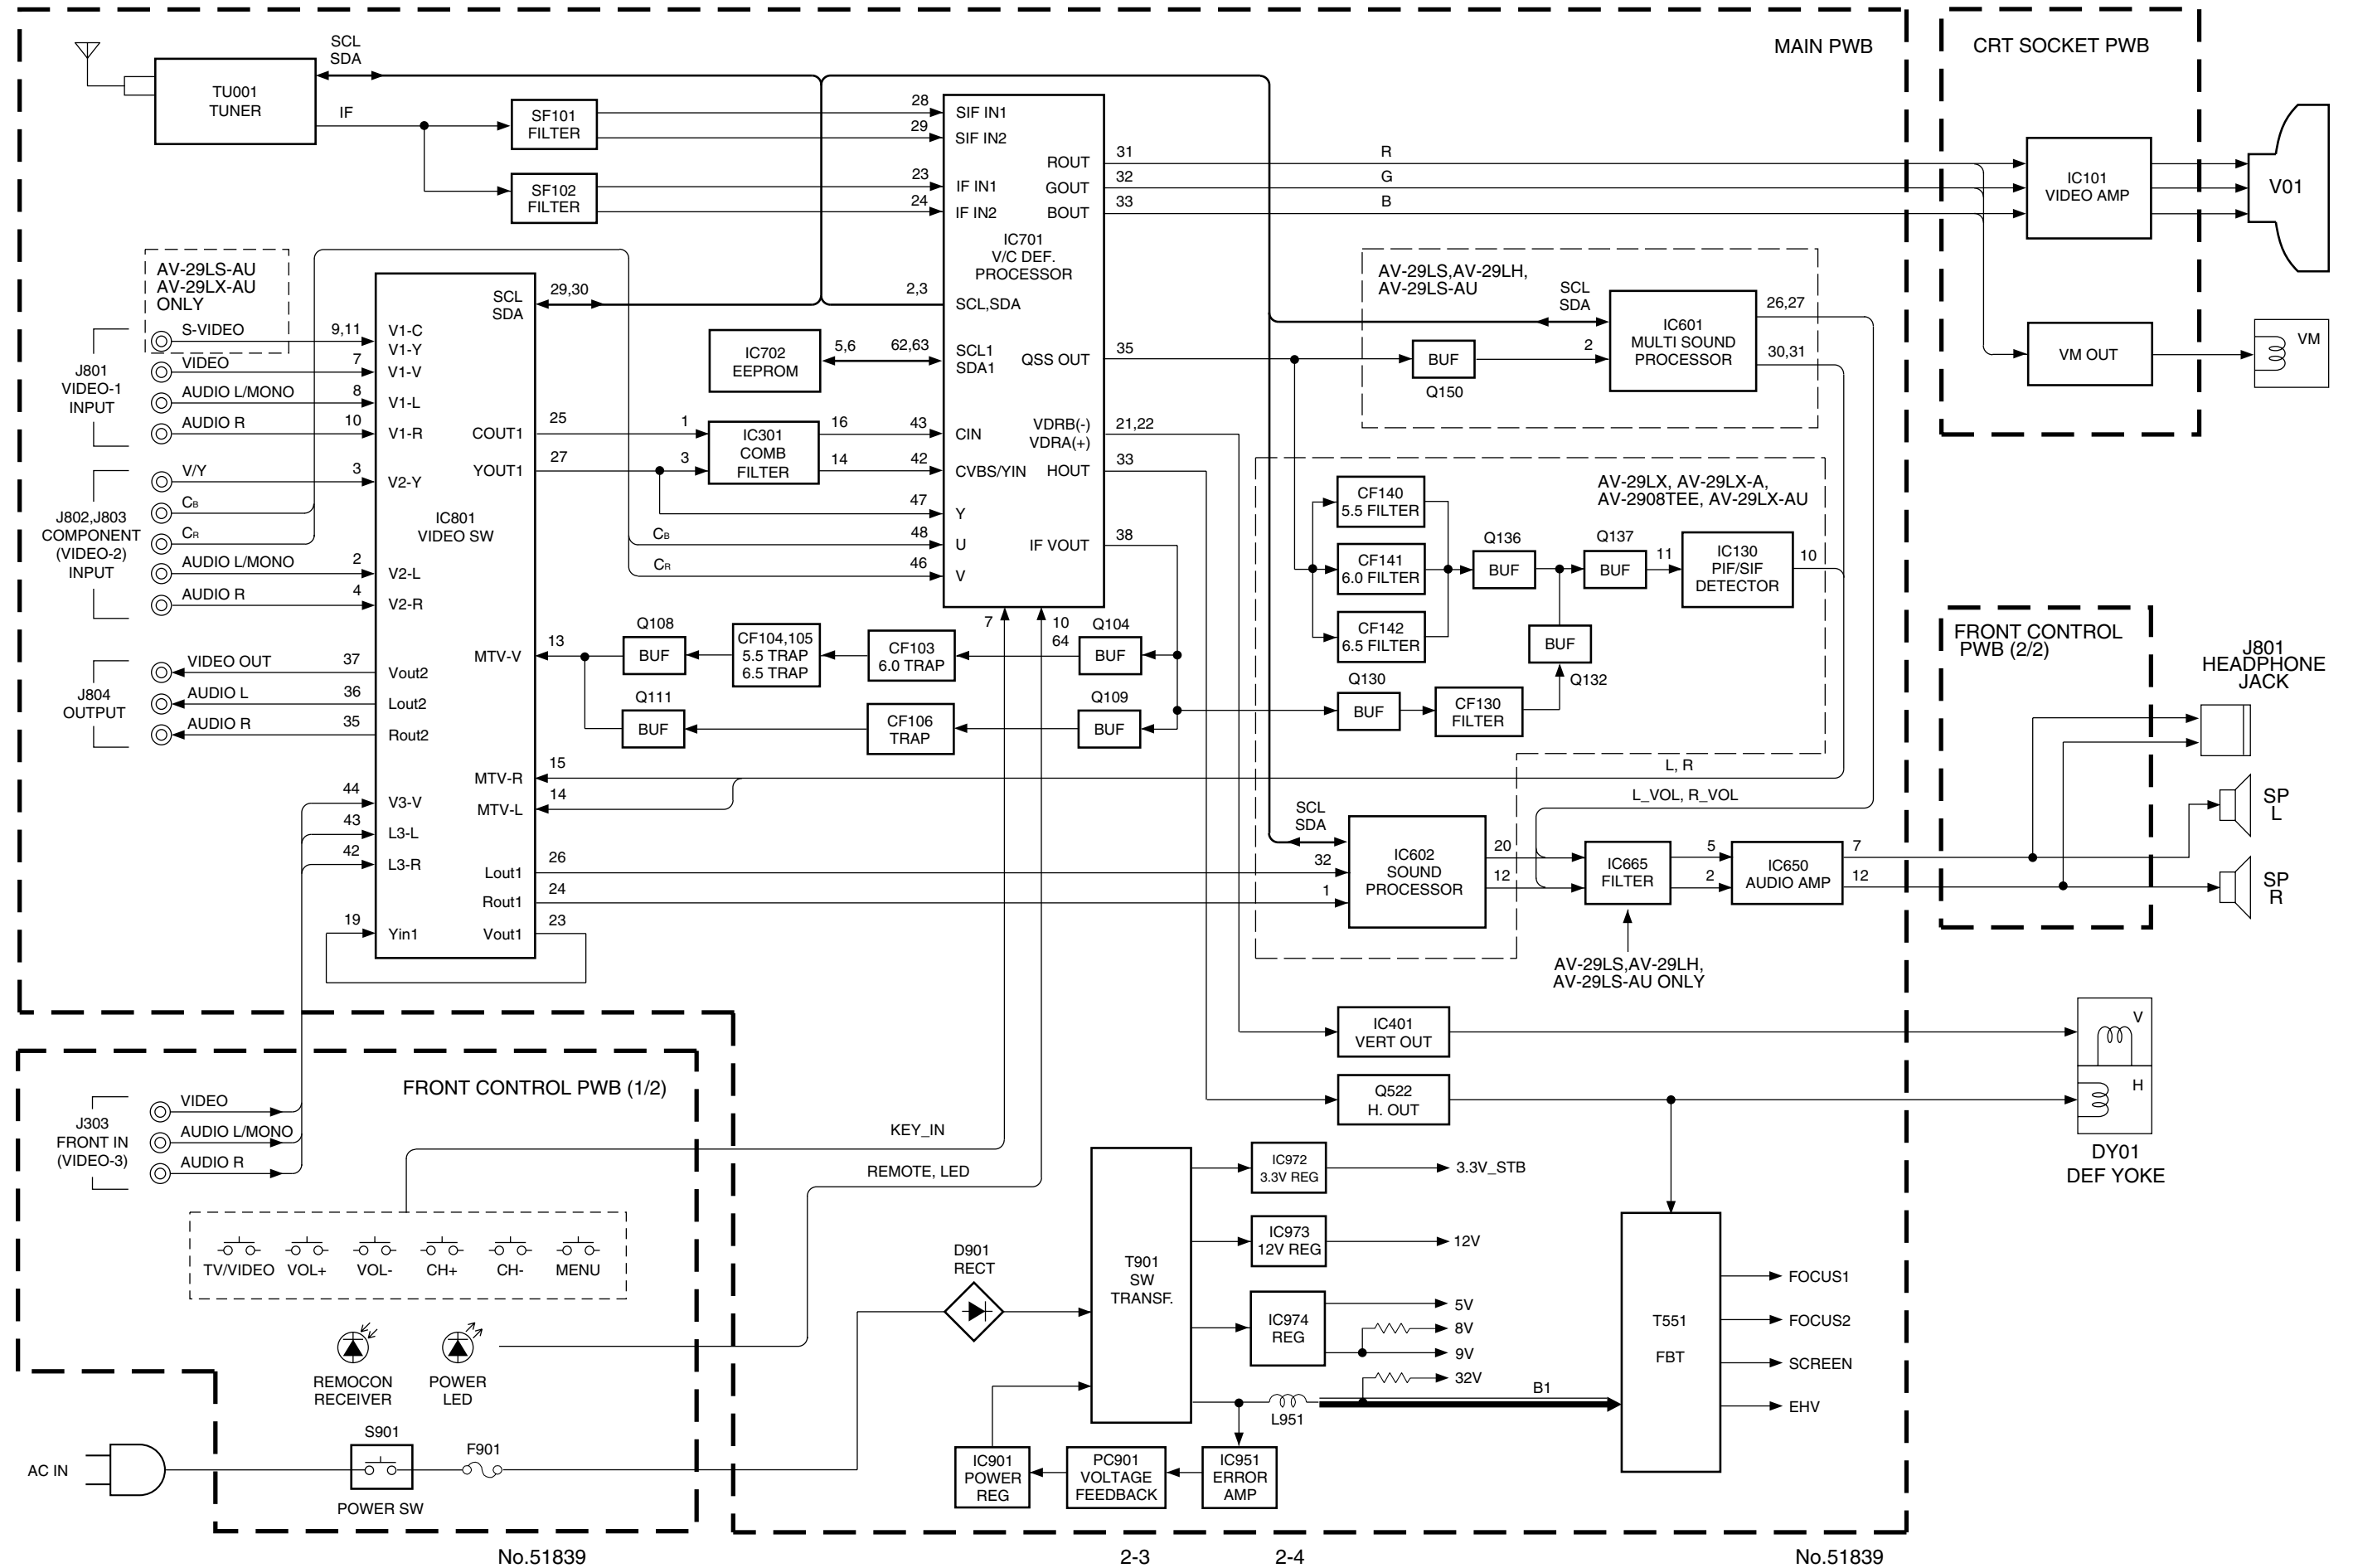 MAIN PWB
CRT SOCKET PWB
SCL
SDA
TU001
TUNER
IF
SF101
FILTER
SF102
FILTER
28
29
23
24
SIF IN1
SIF IN2
IF IN1
IF IN2
ROUT
GOUT
BOUT
31
32
33
R
G
B
IC101
VIDEO AMP
V01
IC701
V/C DEF.
PROCESSOR
2,3
SCL,SDA
AV-29LS-AU
AV-29LX-AU
ONLY
S-VIDEO
VIDEO
AUDIO L/MONO
AUDIO R
J801
VIDEO-1
INPUT
9,11
7
8
10
V1-C
V1-Y
V1-V
V1-L
V1-R
SCL
SDA
29,30
IC702
EEPROM
5,6
62,63
SCL1
SDA1
QSS OUT
35
AV-29LS,AV-29LH,
AV-29LS-AU
SCL
SDA
BUF
Q150
2
IC601
MULTI SOUND
PROCESSOR
26,27
30,31
VM OUT
VM
COUT1
25
YOUT1
27
1
3
IC301
COMB
FILTER
16
14
43
42
CIN
CVBS/YIN
VDRB(-)
VDRA(+)
21,22
HOUT
33
J802,J803
COMPONENT
(VIDEO-2)
INPUT
V/Y
CB
CR
AUDIO L/MONO
AUDIO R
3
2
4
V2-Y
V2-L
V2-R
IC801
VIDEO SW
47
48
46
Y
U
V
CB
CR
IF VOUT
38
AV-29LX, AV-29LX-A,
AV-2908TEE, AV-29LX-AU
CF140
5.5 FILTER
CF141
6.0 FILTER
CF142
6.5 FILTER
Q136
BUF
Q137
BUF
11
IC130
PIF/SIF
DETECTOR
10
BUF
Q132
Q130
BUF
CF130
FILTER
7
10
64
MTV-V
13
Q108
BUF
CF104,105
5.5 TRAP
6.5 TRAP
CF103
6.0 TRAP
Q104
BUF
Q111
BUF
CF106
TRAP
Q109
BUF
J804
OUTPUT
VIDEO OUT
AUDIO L
AUDIO R
37
36
35
Vout2
Lout2
Rout2
MTV-R
15
MTV-L
14
L, R
L_VOL, R_VOL
FRONT CONTROL
PWB (2/2)
J801
HEADPHONE
JACK
SP
L
SP
R
44
43
42
V3-V
L3-L
L3-R
Lout1
26
Rout1
24
19
Yin1
Vout1
23
SCL
SDA
32
1
IC602
SOUND
PROCESSOR
20
12
IC665
FILTER
5
2
IC650
AUDIO AMP
7
12
AV-29LS,AV-29LH,
AV-29LS-AU ONLY
IC401
VERT OUT
Q522
H. OUT
V
H
DY01
DEF YOKE
FRONT CONTROL PWB (1/2)
J303
FRONT IN
(VIDEO-3)
VIDEO
AUDIO L/MONO
AUDIO R
KEY_IN
REMOTE, LED
TV/VIDEO
VOL+
VOL-
CH+
CH-
MENU
REMOCON
RECEIVER
POWER
LED
AC IN
S901
POWER SW
F901
D901
RECT
T901
SW
TRANSF.
IC972
3.3V REG
3.3V_STB
IC973
12V REG
12V
IC974
REG
5V
8V
9V
32V
B1
L951
IC901
POWER
REG
PC901
VOLTAGE
FEEDBACK
IC951
ERROR
AMP
T551
FBT
FOCUS1
FOCUS2
SCREEN
EHV
No.51839
2-3
2-4
No.51839